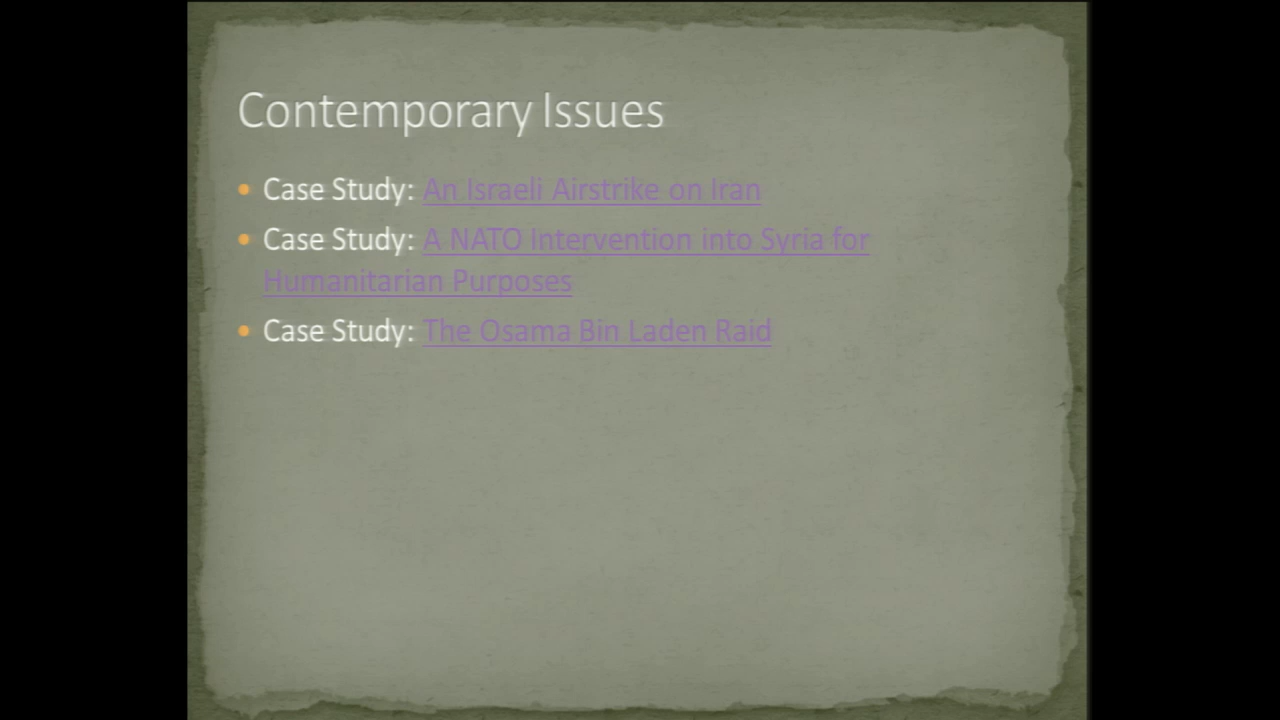 Contemporary Issues
• Case Study: An Israeli Airstrike on Iran
• Case Study: A NATO Intervention into Syria for
Humanitarian Purposes
• Case Study: The Osama Bin Laden Raid